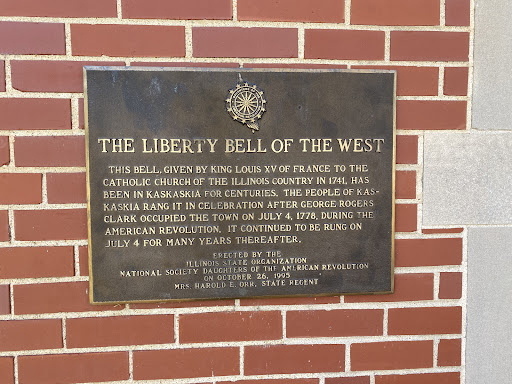 THE LIBERTY BELL OF THE WEST
THIS BELL, GIVEN BY KING LOUIS XV OF FRANCE TO THE
CATHOLIC CHURCH OF THE ILLINOIS COUNTRY IN 1741, HAS
BEEN IN KASKASKIA FOR CENTURIES. THE PEOPLE OF KAS-
KASKIA RANG IT IN CELEBRATION AFTER GEORGE ROGERS
CLARK OCCUPIED THE TOWN ON JULY 4, 1778, DURING THE
AMERICAN REVOLUTION. IT CONTINUED TO BE RUNG ON
JULY 4 FOR MANY YEARS THEREAFTER.
ERECTED BY THE
ILLINOIS STATE ORGANIZATION
NATIONAL SOCIETY DAUGHTERS OF THE AMERICAN REVOLUTION
ON OCTOBER 26, 1995
MRS. HAROLD E. ORR, STATE REGENT